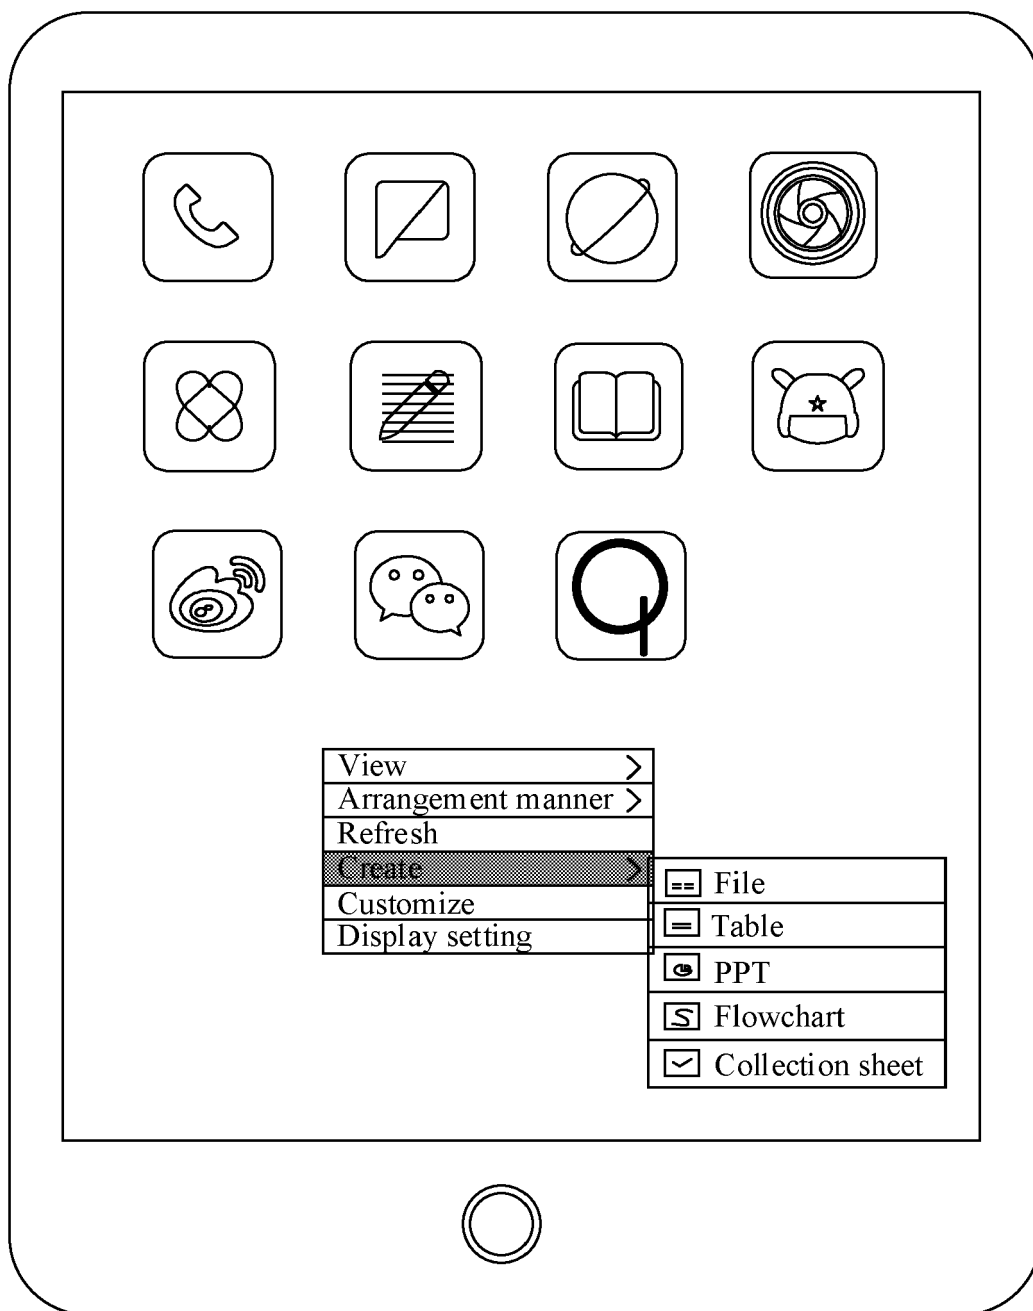 View
Arrangement manner
Refresh
Create
Customize
Display setting
File
Table
PPT
Flowchart
Collection sheet